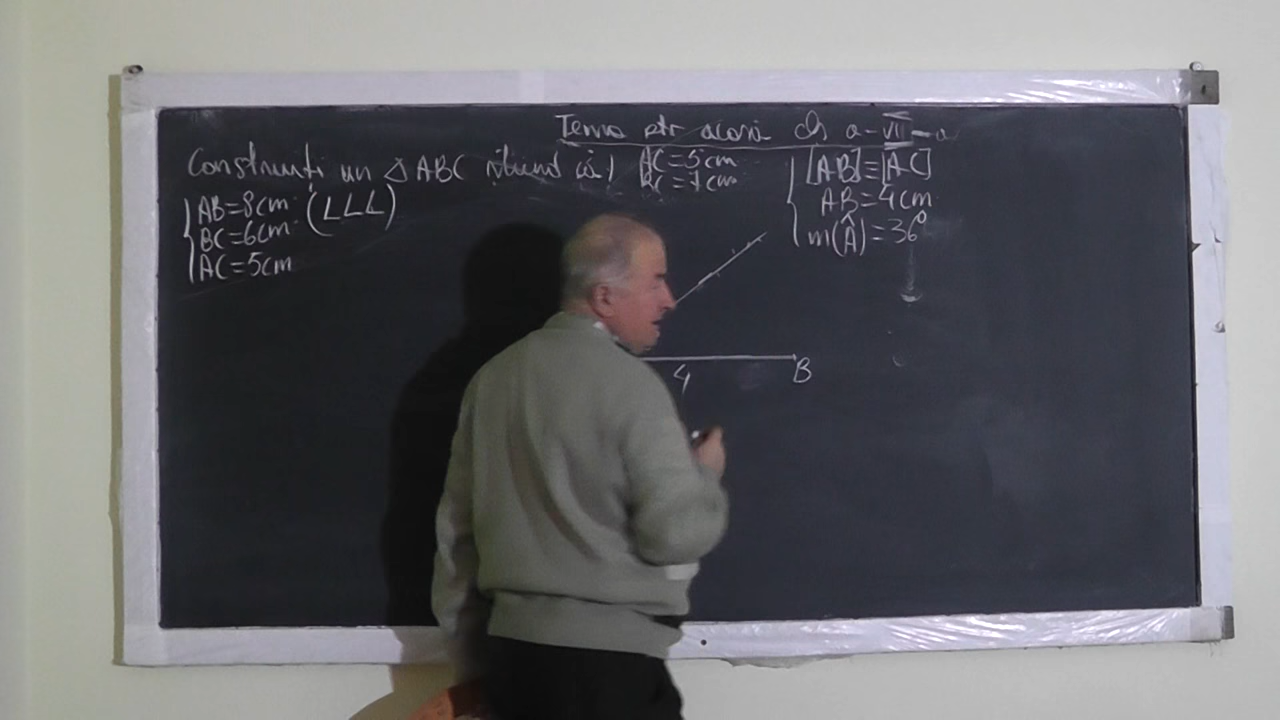 Tema ptr acasă cls a-VII-a
Construiți un △ABC știind că:
AB=8cm (LLL)
BC=6cm
AC=5cm
AC=5cm
BC=7cm
[AB]≡[AC]
AB=4cm
m(Â)=36°
4
B